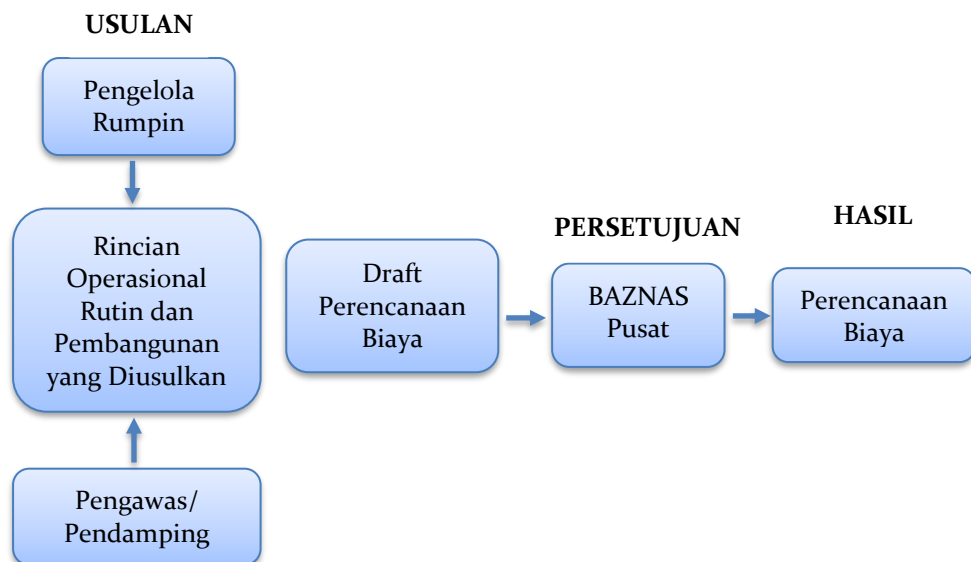 USULAN
Pengelola
Rumpin
Rincian
Operasional
Rutin dan
Pembangunan
yang Diusulkan
Pengawas/
Pendamping
Draft
Perencanaan
Biaya
PERSETUJUAN
BAZNAS
Pusat
HASIL
Perencanaan
Biaya